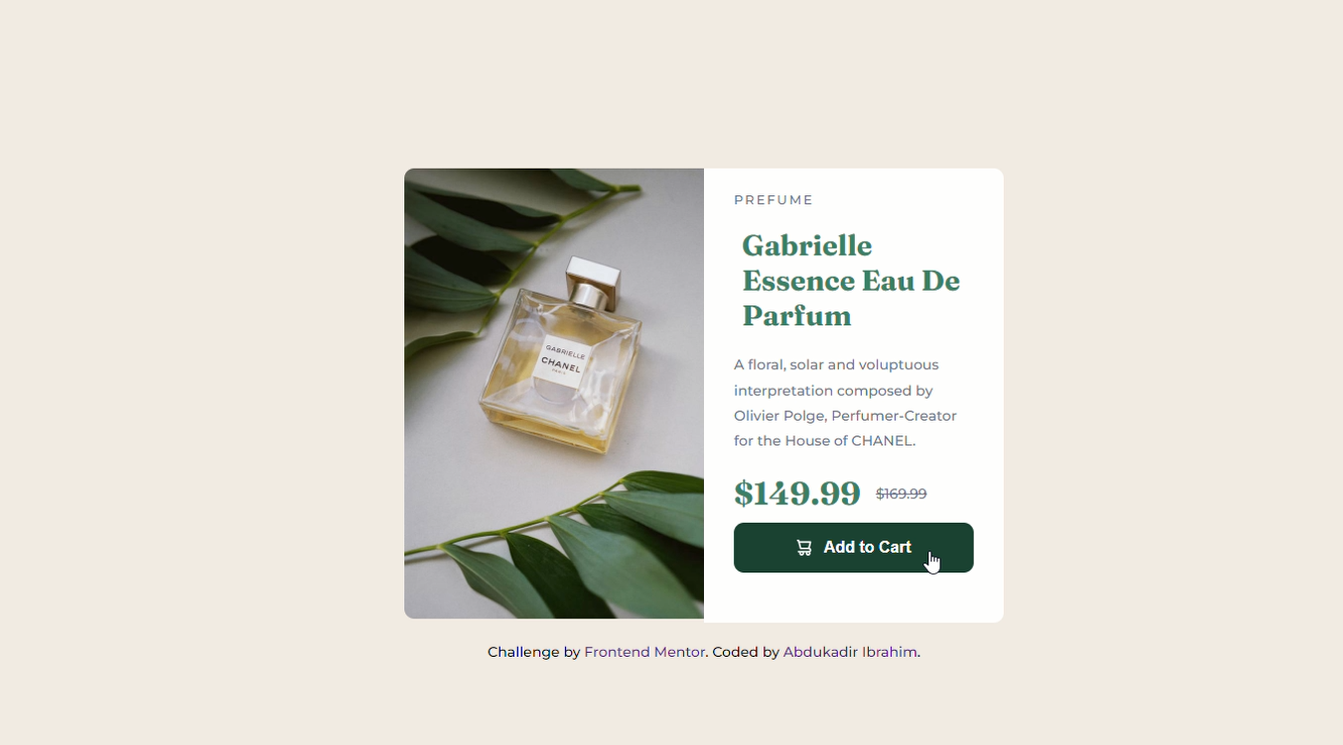 PREFUME
Gabrielle
Essence Eau De
Parfum
A floral, solar and voluptuous
interpretation composed by
Olivier Polge, Perfumer-Creator
for the House of CHANEL.
$149.99 $169.99
Add to Cart
GABRIELLE
CHANEL
PARIS
Challenge by Frontend Mentor. Coded by Abdukadir Ibrahim.